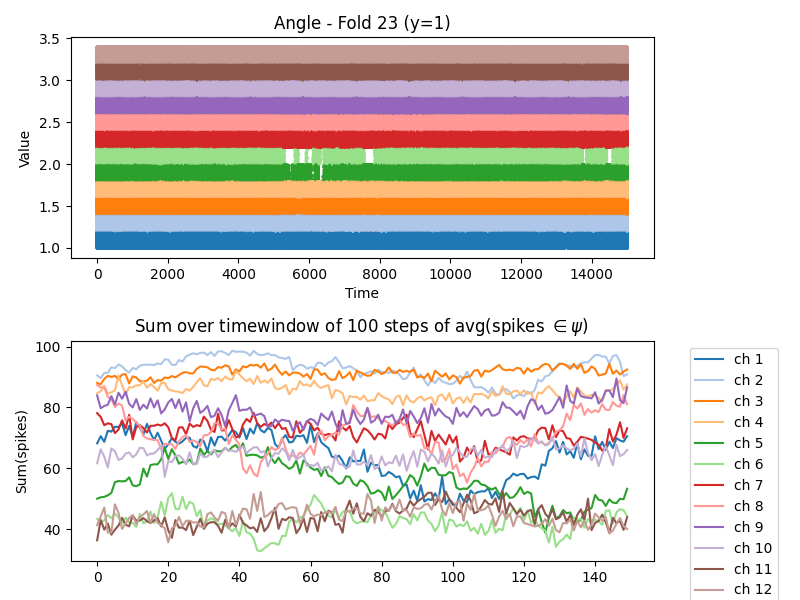 Angle - Fold 23 (y=1)
3.5
3.0
2.5
2.0
1.5
1.0
Value
0 2000 4000 6000 8000 10000 12000 14000
Time
Sum over timewindow of 100 steps of avg(spikes ∈ ψ)
100
80
60
40
Sum(spikes)
0 20 40 60 80 100 120 140
ch 1
ch 2
ch 3
ch 4
ch 5
ch 6
ch 7
ch 8
ch 9
ch 10
ch 11
ch 12